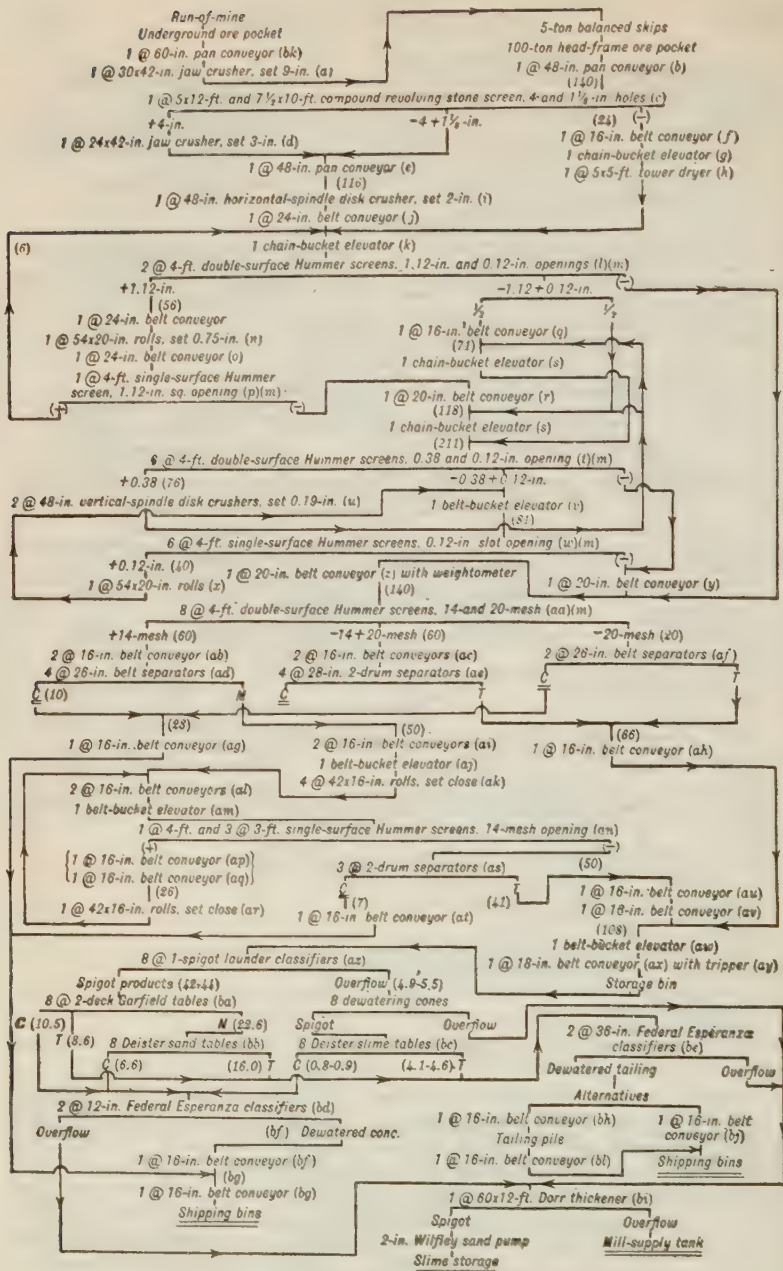 Run-of-mine
Underground ore pocket
1 @ 60-in. pan conveyor (bk)
1 @ 30x42-in. jaw crusher, set 9-in. (a)
5-ton balanced skips
100-ton head-frame ore pocket
1 @ 48-in. pan conveyor (b)
(140)
1 @ 5x12-ft. and 7 1/2x10-ft. compound revolving stone screen, 4-and 1 1/8-in holes (c)
+4-in.
-4 + 1 1/8-in.
(24)
(-)
1 @ 24x42-in. jaw crusher, set 3-in. (d)
1 @ 16-in. belt conveyor (f)
1 chain-bucket elevator (g)
1 @ 5x5-ft. tower dryer (h)
1 @ 48-in. pan conveyor (e)
(116)
1 @ 48-in. horizontal-spindle disk crusher, set 2-in. (i)
1 @ 24-in. belt conveyor (j)
(6)
1 chain-bucket elevator (k)
2 @ 4-ft. double-surface Hummer screens, 1.12-in. and 0.12-in. openings (l)(m)
+1.12-in.
-1.12+0.12-in.
(-)
(56)
1/2
1/2
1 @ 24-in. belt conveyor
1 @ 54x20-in. rolls, set 0.75-in. (n)
1 @ 24-in. belt conveyor (o)
1 @ 4-ft. single-surface Hummer
screen, 1.12-in. sq. opening (p)(m)
(+)
(-)
1 @ 16-in. belt conveyor (q)
(71)
1 chain-bucket elevator (s)
1 @ 20-in. belt conveyor (r)
(118)
1 chain-bucket elevator (s)
(211)
6 @ 4-ft. double-surface Hummer screens, 0.38 and 0.12-in. opening (t)(m)
+0.38 (76)
-0.38+0.12-in.
(-)
2 @ 48-in. vertical-spindle disk crushers, set 0.19-in. (u)
1 belt-bucket elevator (v)
(81)
6 @ 4-ft. single-surface Hummer screens, 0.12-in slot opening (w)(m)
+0.12-in. (40)
(-)
1 @ 54x20-in. rolls (x)
1 @ 20-in. belt conveyor (z) with weightometer
(140)
1 @ 20-in. belt conveyor (y)
8 @ 4-ft. double-surface Hummer screens, 14-and 20-mesh (aa)(m)
+14-mesh (60)
-14+20-mesh (60)
-20-mesh (20)
2 @ 16-in. belt conveyor (ab)
2 @ 16-in. belt conveyors (ac)
2 @ 26-in. belt separators (af)
4 @ 26-in. belt separators (ad)
4 @ 28-in. 2-drum separators (ae)
C (10)
M
C
T
C
T
(23)
(50)
(66)
1 @ 16-in. belt conveyor (ag)
2 @ 16-in belt conveyors (ai)
1 @ 16-in. belt conveyor (ah)
1 belt-bucket elevator (aj)
4 @ 42x16-in. rolls, set close (ak)
2 @ 16-in. belt conveyors (al)
1 belt-bucket elevator (am)
1 @ 4-ft. and 3 @ 3-ft. single-surface Hummer screens, 14-mesh opening (an)
(+)
(-)
1 @ 16-in. belt conveyor (ap)
1 @ 16-in. belt conveyor (aq)
(26)
1 @ 42x16-in. rolls, set close (ar)
3 @ 2-drum separators (as)
(50)
C
(7)
(41)
1 @ 16-in belt conveyor (at)
1 @ 16-in. belt conveyor (au)
1 @ 16-in. belt conveyor (av)
(108)
1 belt-bucket elevator (aw)
1 @ 18-in. belt conveyor (ax) with tripper (ay)
Storage bin
8 @ 1-spigot launder classifiers (az)
Spigot products (42-44)
Overflow (4.9-5.5)
8 @ 2-deck Garfield tables (ba)
8 dewatering cones
C (10.5)
T (8.6)
M (22.6)
Spigot
Overflow
8 Deister sand tables (bb)
8 Deister slime tables (bc)
C (6.6)
(16.0) T
C (0.8-0.9)
(4.1-4.6) T
2 @ 36-in. Federal Esperanza
classifiers (be)
Dewatered tailing
Overflow
Alternatives
2 @ 12-in. Federal Esperanza classifiers (bd)
Overflow
(bf) Dewatered conc.
1 @ 16-in. belt conveyor (bh)
Tailing pile
1 @ 16-in. belt conveyor (bl)
1 @ 16-in. belt
conveyor (bj)
Shipping bins
1 @ 16-in. belt conveyor (bf)
(bg)
1 @ 16-in. belt conveyor (bg)
Shipping bins
1 @ 60x12-ft. Dorr thickener (bi)
Spigot
Overflow
2-in. Wilfley sand pump
Mill-supply tank
Slime storage